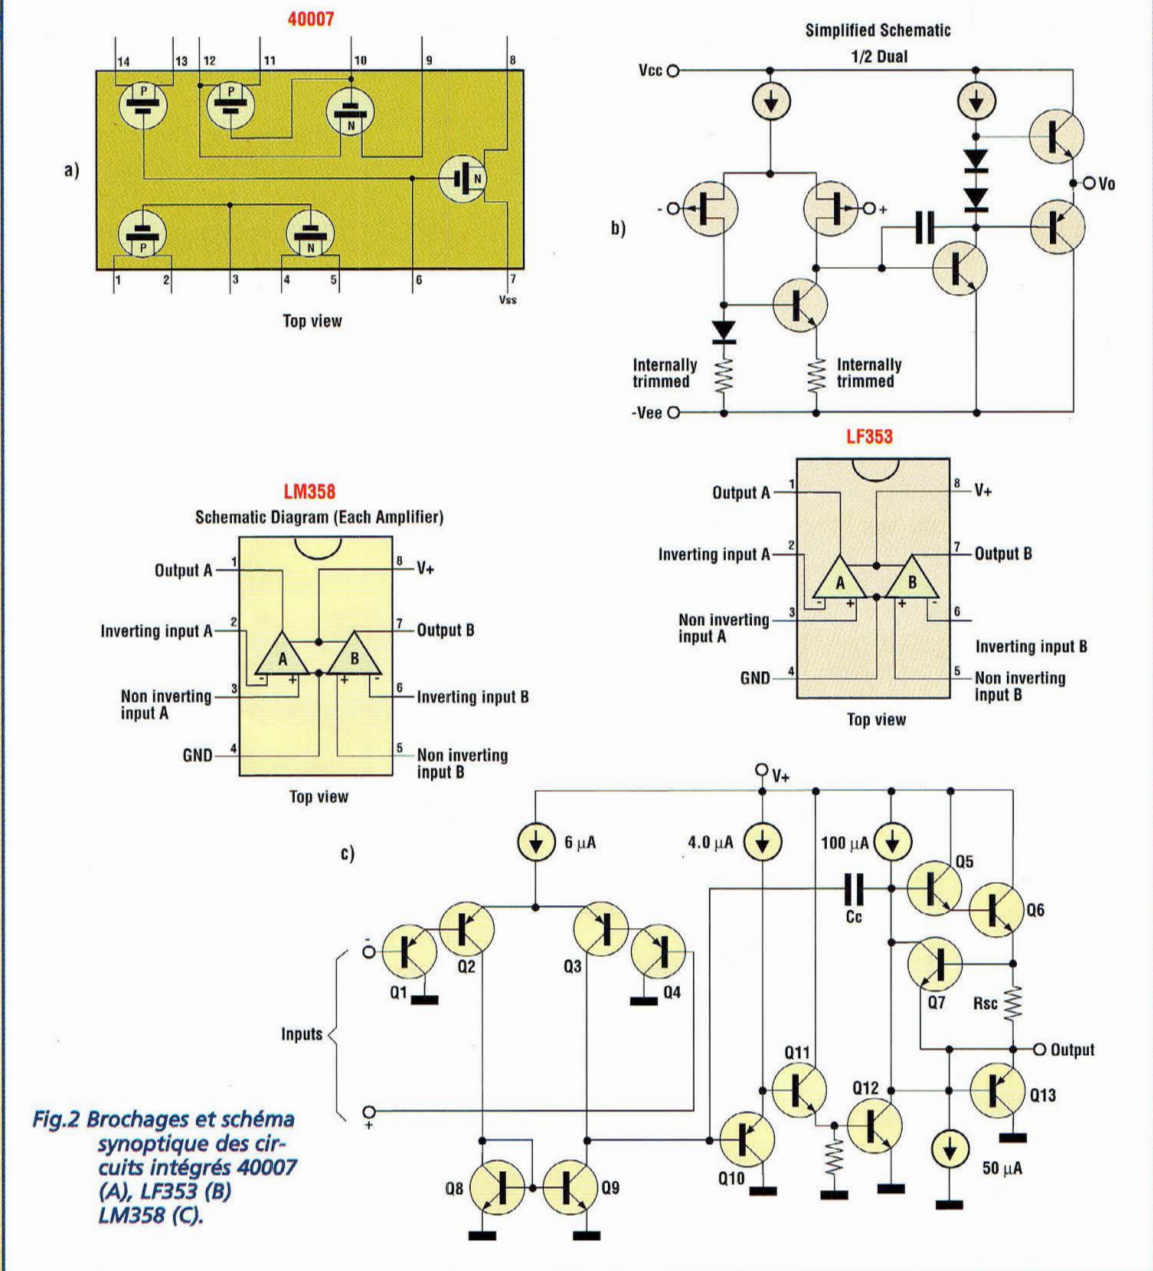 40007
14 13 12 11 10 9 8
P P N
a)
N
P N
1 2 3 4 5 6 7
Vss
Top view
Simplified Schematic
1/2 Dual
Vcc
b)
- +
Vo
Internally
trimmed
Internally
trimmed
-Vee
LF353
Output A 1 8 V+
Inverting input A 2 7 Output B
A B
- + + -
Non inverting
input A
3 6
Inverting input B
GND 4 5 Non inverting
input B
Top view
LM358
Schematic Diagram (Each Amplifier)
Output A 1 8 V+
Inverting input A 2 7 Output B
A B
- + + -
Non inverting
input A
3 6 Inverting input B
GND 4 5 Non inverting
input B
Top view
c)
V+
6 µA 4.0 µA 100 µA
Q5
Cc
Q6
-
Q1 Q2 Q3 Q4
Q7 Rsc
Inputs
Output
Q11
Q12 Q13
+
Q8 Q9 Q10
50 µA
Fig.2 Brochages et schéma
synoptique des cir-
cuits intégrés 40007
(A), LF353 (B)
LM358 (C).